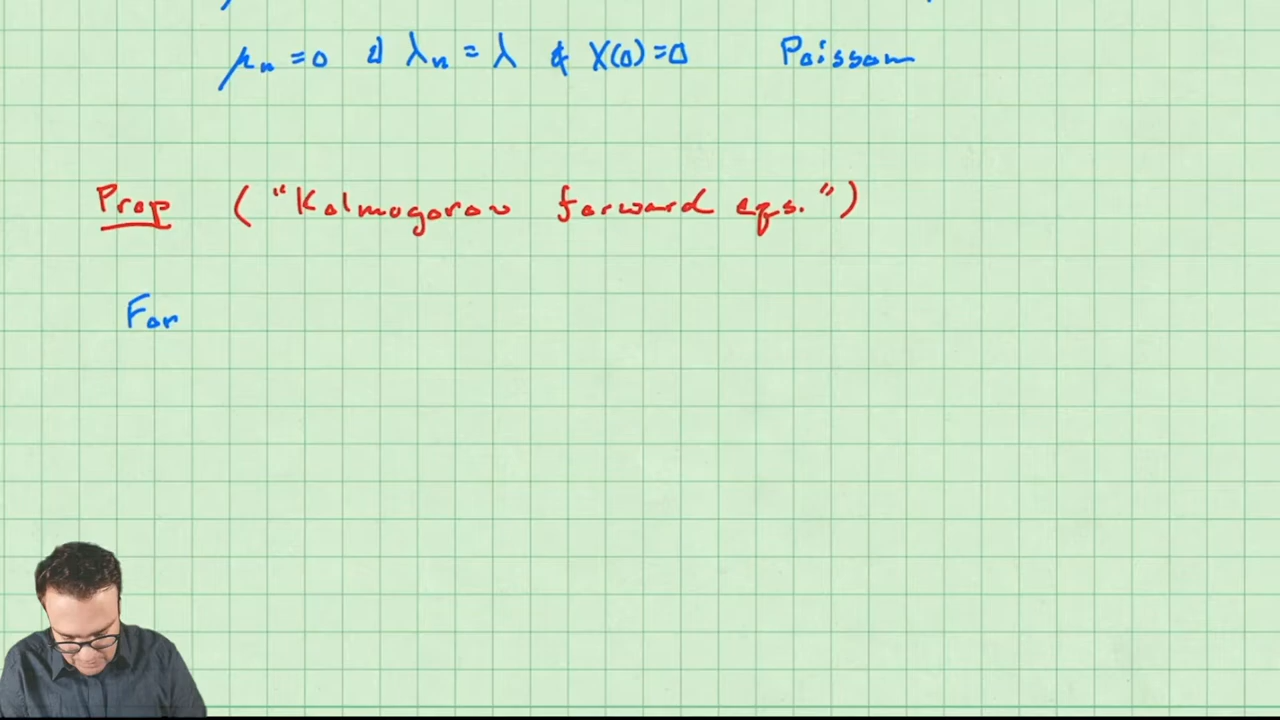 μₙ = 0 & λₙ = λ & X(0)=0 Poisson
Prop ("Kolmogorov forward eqs.")
For